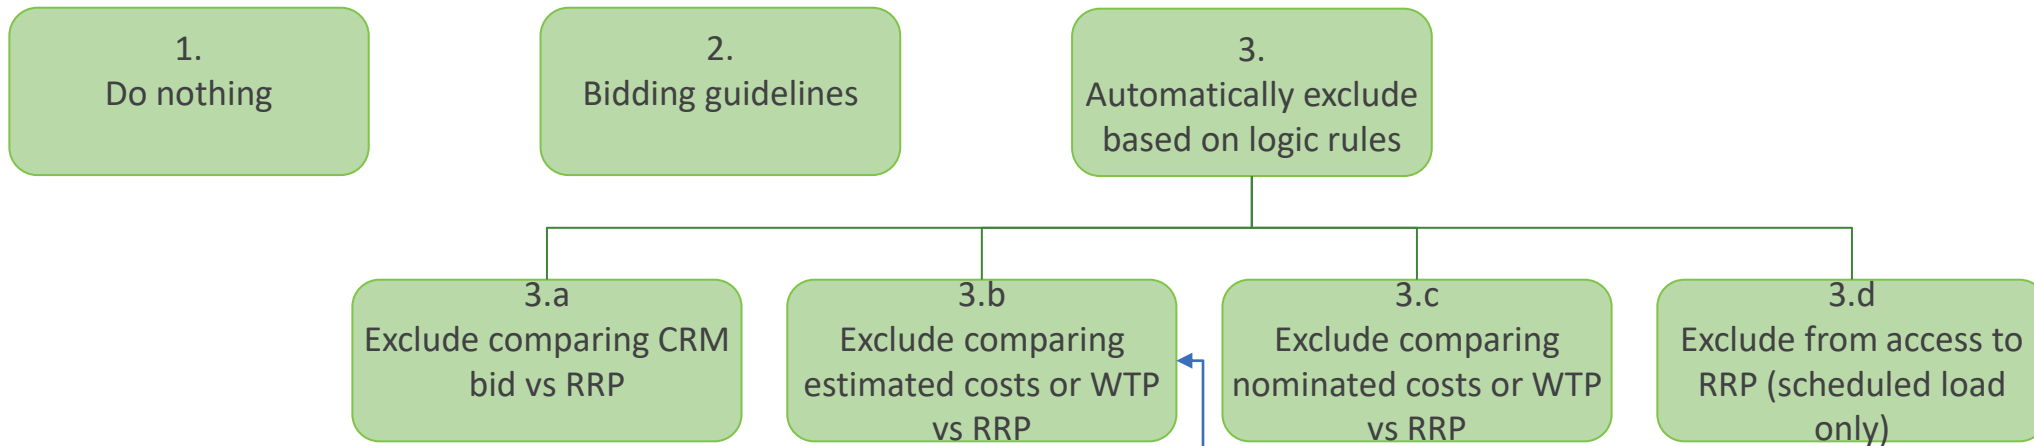 1.
Do nothing
2.
Bidding guidelines
3.
Automatically exclude
based on logic rules
3.a
Exclude comparing CRM
bid vs RRP
3.b
Exclude comparing
estimated costs or WTP
vs RRP
3.c
Exclude comparing
nominated costs or WTP
vs RRP
3.d
Exclude from access to
RRP (scheduled load
only)